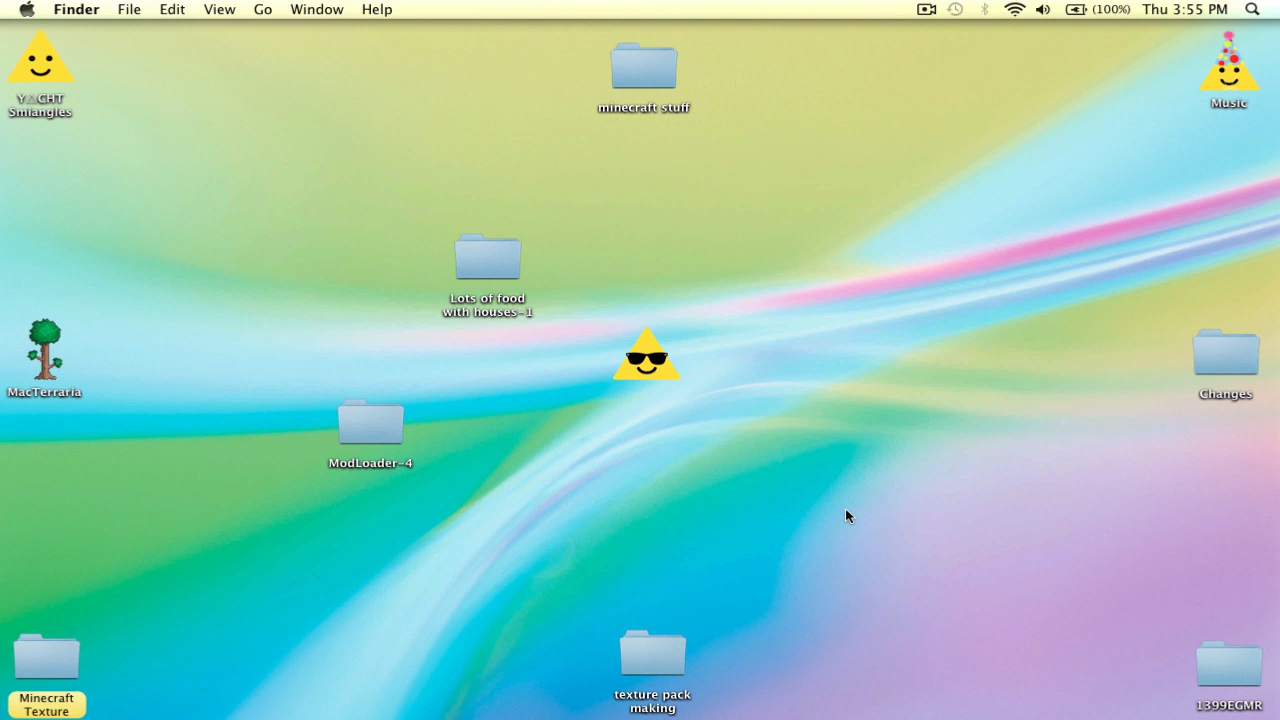 Finder File Edit View Go Window Help (100%) Thu 3:55 PM
Y△CHT
Smiangles
minecraft stuff
Music
Lots of food
with houses-1
MacTerraria
Changes
ModLoader-4
Minecraft
Texture
texture pack
making
1399EGMR